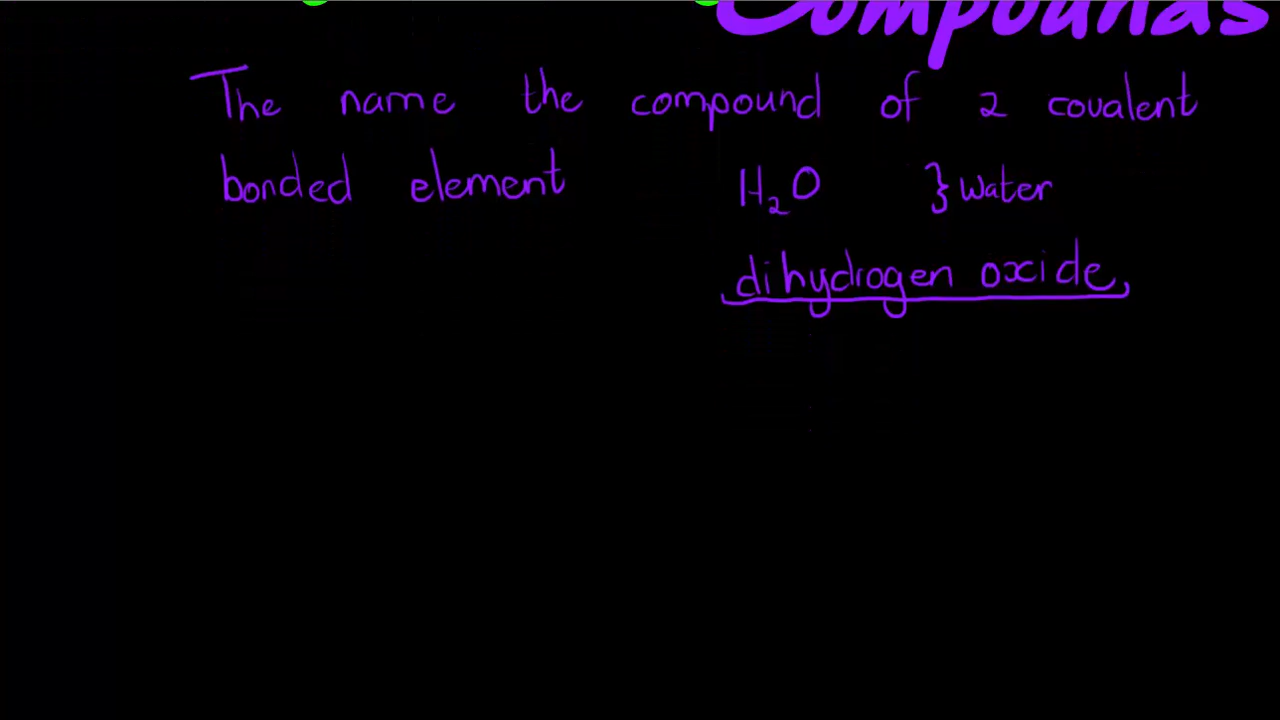 Compounds
The name the compound of 2 covalent
bonded element H₂O } water
dihydrogen oxide,